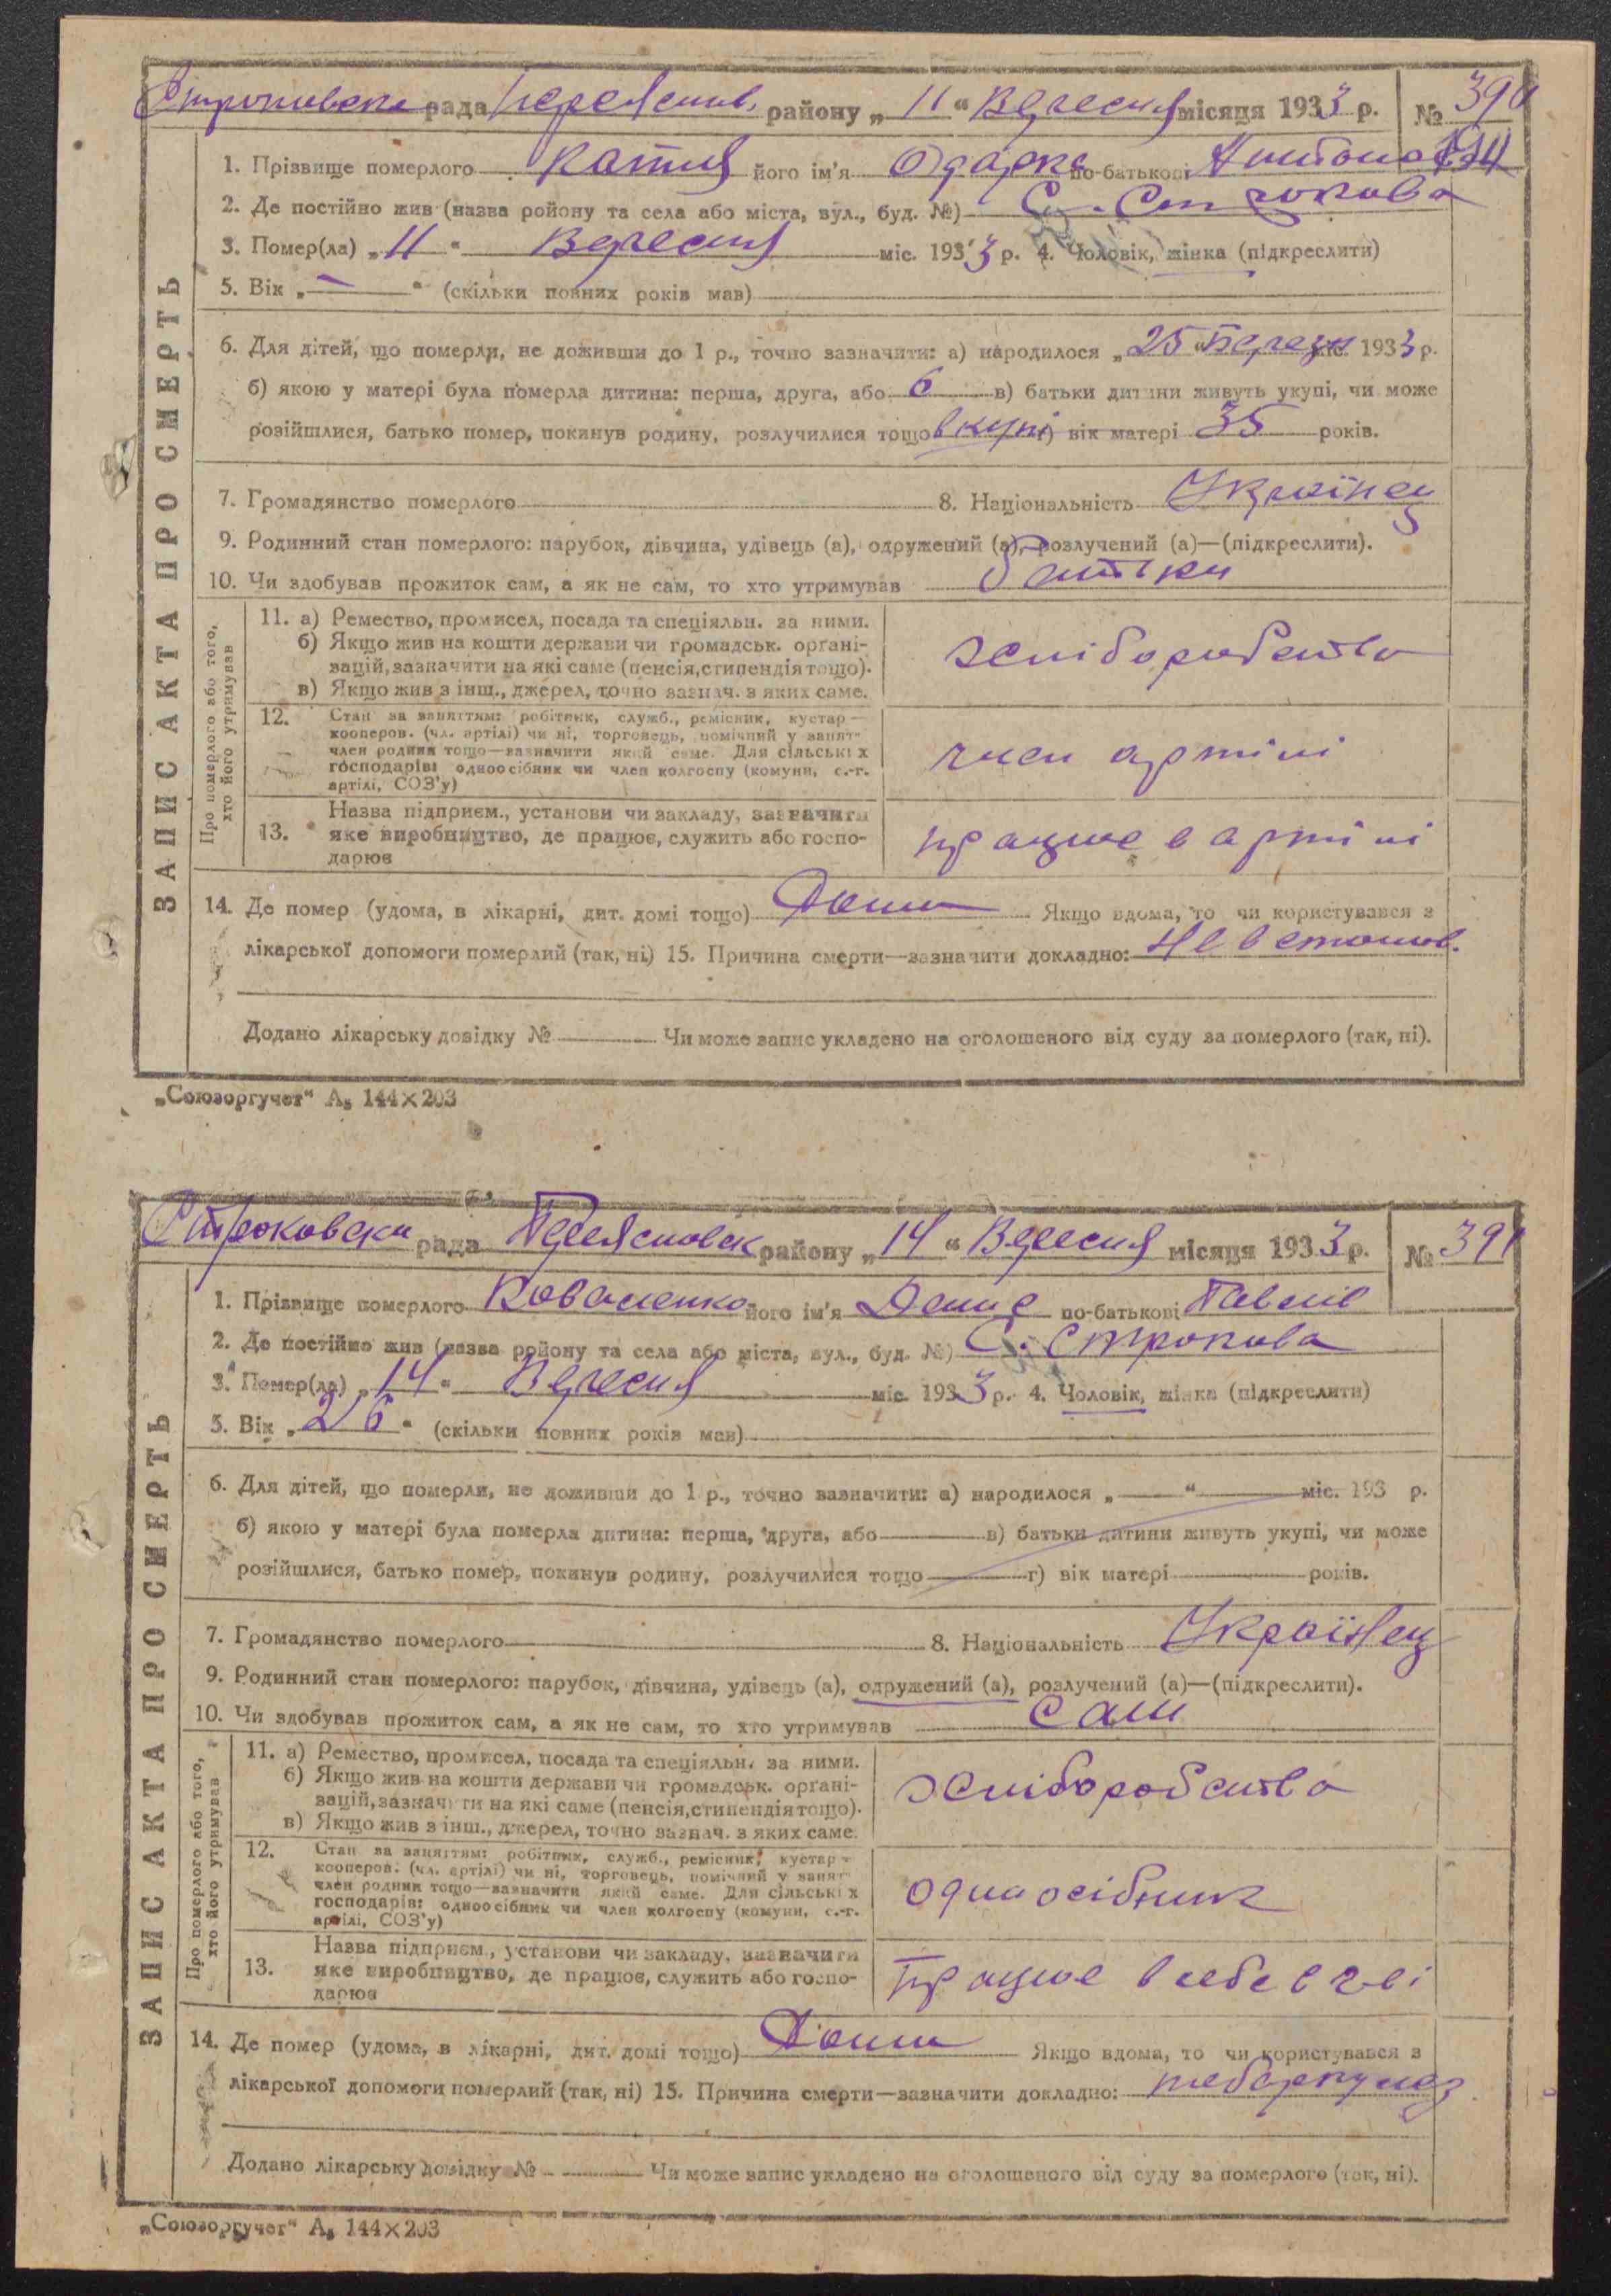 Строковска рада Переяслив. району „ 11 “ Вересня місяця 1933 р. № 390
1. Прізвище померлого Катия його ім'я Одарка по-батькові Антонов
2. Де постійно жив (назва району та села або міста, вул., буд. №) С. Строкова
3. Помер(ла) „ 11 “ Вересня міс. 1933 р. 4. Чоловік, жінка (підкреслити)
5. Вік „ — “ (скільки повних років мав)
6. Для дітей, що померли, не доживши до 1 р., точно зазначити: а) народилося „ 25 “ Березн міс. 1933 р.
б) якою у матері була померла дитина: перша, друга, або 6 в) батьки дитини живуть укупі, чи може
розійшлися, батько помер, покинув родину, розлучилися тощо вкупі г) вік матері 35 років.
7. Громадянство померлого 8. Національність Українец
9. Родинний стан померлого: парубок, дівчина, удівець (а), одружений (а), розлучений (а)—(підкреслити).
10. Чи здобував прожиток сам, а як не сам, то хто утримував батьки
ЗАПИС АКТА ПРО СМЕРТЬ
Про померлого або того, хто його утримував
11. а) Ремество, промисел, посада та спеціяльн. за ними.
б) Якщо жив на кошти держави чи громадськ. органі-
зацій, зазначити на які саме (пенсія, стипендія тощо).
в) Якщо жив з інш., джерел, точно зазнач. з яких саме.
хліборобство
12. Стан за заняттям: робітник, служб., ремісник, кустар—
кооперов. (чл. артілі) чи ні, торговець, помічний у занят-
член родини тощо—зазначити який саме. Для сільських
господарів: одноосібник чи член колгоспу (комуни, с.-г.
артілі, СОЗ'у)
член артілі
Назва підприєм., установи чи закладу, зазначити
13. яке виробництво, де працює, служить або госпо-
дарює
працює в артілі
14. Де помер (удома, в лікарні, дит. домі тощо) Дома Якщо вдома, то чи користувався з
лікарської допомоги померлий (так, ні) 15. Причина смерти—зазначити докладно: не встанов.
Додано лікарську довідку № Чи може запис укладено на оголошеного від суду за померлого (так, ні).
„Союзоргучет“ А₅ 144×203
Строковска рада Переясловск району „ 14 “ Вересня місяця 1933 р. № 391
1. Прізвище померлого Коваленко його ім'я Денис по-батькові Павлів
2. Де постійно жив (назва району та села або міста, вул., буд. №) С. Строкова
3. Помер(ла) „ 14 “ Вересня міс. 1933 р. 4. Чоловік, жінка (підкреслити)
5. Вік „ 26 “ (скільки повних років мав)
6. Для дітей, що померли, не доживши до 1 р., точно зазначити: а) народилося „ — “ міс. 193 р.
б) якою у матері була померла дитина: перша, друга, або в) батьки дитини живуть укупі, чи може
розійшлися, батько помер, покинув родину, розлучилися тощо г) вік матері років.
7. Громадянство померлого 8. Національність Українец
9. Родинний стан померлого: парубок, дівчина, удівець (а), одружений (а), розлучений (а)—(підкреслити).
10. Чи здобував прожиток сам, а як не сам, то хто утримував Сам
ЗАПИС АКТА ПРО СМЕРТЬ
Про померлого або того, хто його утримував
11. а) Ремество, промисел, посада та спеціяльн. за ними.
б) Якщо жив на кошти держави чи громадськ. органі-
зацій, зазначити на які саме (пенсія, стипендія тощо).
в) Якщо жив з інш., джерел, точно зазнач. з яких саме.
хліборобство
12. Стан за заняттям: робітник, служб., ремісник, кустар—
кооперов. (чл. артілі) чи ні, торговець, помічний у занят-
член родини тощо—зазначити який саме. Для сільських
господарів: одноосібник чи член колгоспу (комуни, с.-г.
артілі, СОЗ'у)
одноосібник
Назва підприєм., установи чи закладу, зазначити
13. яке виробництво, де працює, служить або госпо-
дарює
працює в себе в
14. Де помер (удома, в лікарні, дит. домі тощо) Дома Якщо вдома, то чи користувався з
лікарської допомоги померлий (так, ні) 15. Причина смерти—зазначити докладно: теберкулоз
Додано лікарську довідку № Чи може запис укладено на оголошеного від суду за померлого (так, ні).
„Союзоргучет“ А₅ 144×203